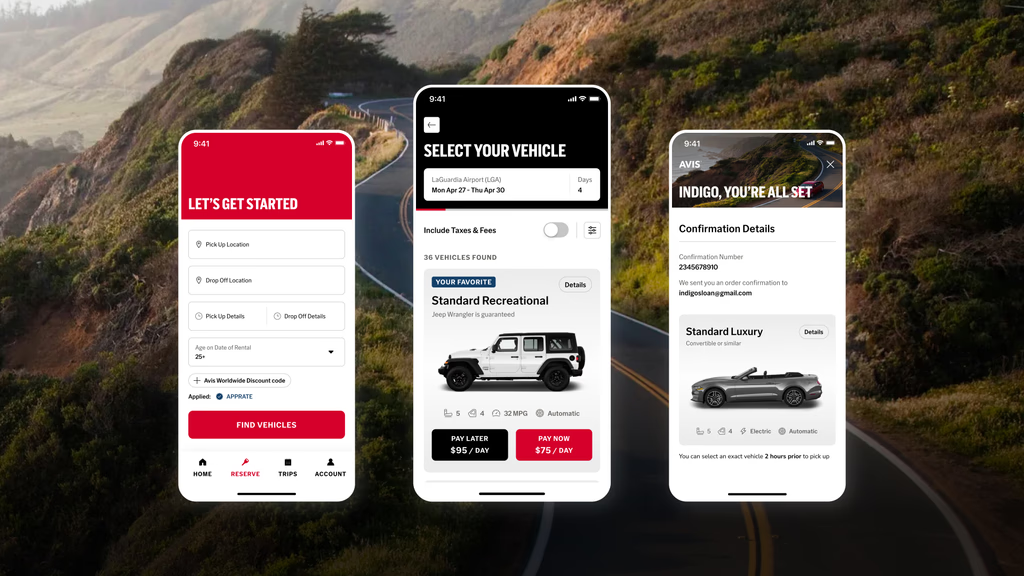 9:41
LET'S GET STARTED
Pick Up Location
Drop Off Location
Pick Up Details
Drop Off Details
Age on Date of Rental
25+
Avis Worldwide Discount code
Applied: APPRATE
FIND VEHICLES
HOME
RESERVE
TRIPS
ACCOUNT
9:41
SELECT YOUR VEHICLE
LaGuardia Airport (LGA)
Mon Apr 27 - Thu Apr 30
Days
4
Include Taxes & Fees
36 VEHICLES FOUND
YOUR FAVORITE
Details
Standard Recreational
Jeep Wrangler is guaranteed
5
4
32 MPG
Automatic
PAY LATER
$95 / DAY
PAY NOW
$75 / DAY
9:41
AVIS
INDIGO, YOU'RE ALL SET
Confirmation Details
Confirmation Number
2345678910
We sent you an order confirmation to
indigosloan@gmail.com
Standard Luxury
Details
Convertible or similar
5
4
Electric
Automatic
You can select an exact vehicle 2 hours prior to pick up